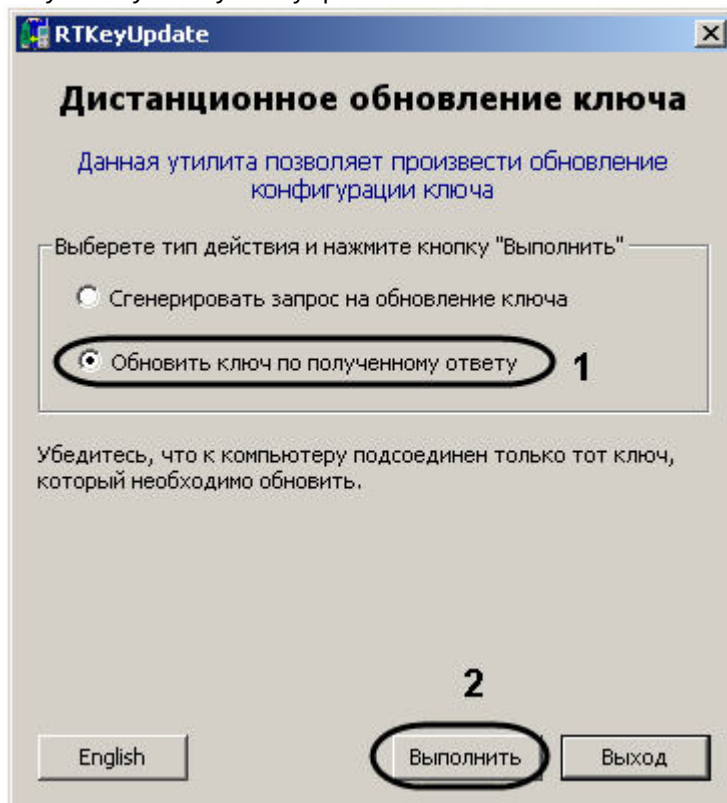 RTKeyUpdate
Дистанционное обновление ключа
Данная утилита позволяет произвести обновление
конфигурации ключа
Выберете тип действия и нажмите кнопку "Выполнить"
Сгенерировать запрос на обновление ключа
Обновить ключ по полученному ответу 1
Убедитесь, что к компьютеру подсоединен только тот ключ,
который необходимо обновить.
2
English Выполнить Выход